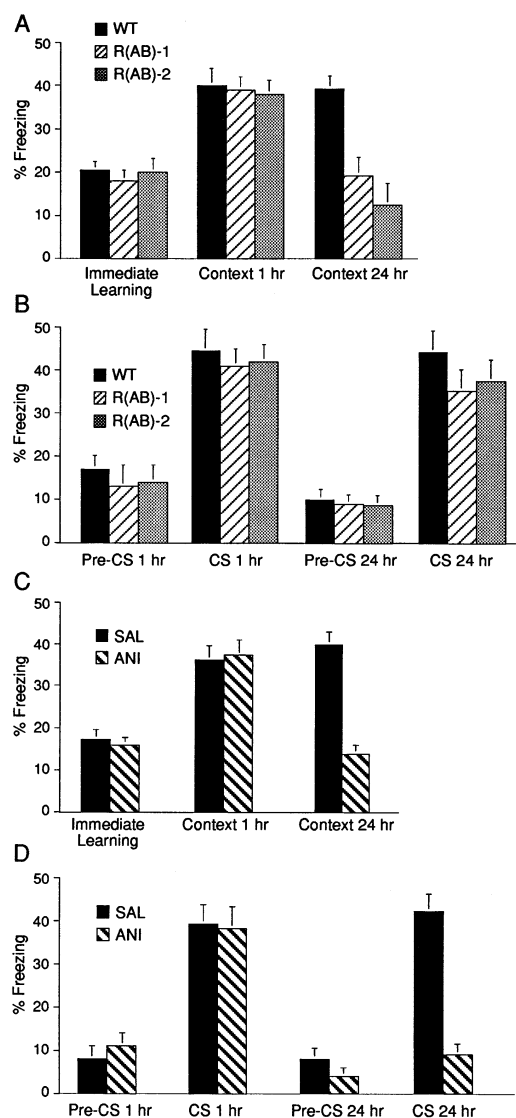 A
WT
R(AB)-1
R(AB)-2
% Freezing
50
40
30
20
10
0
Immediate
Learning
Context 1 hr
Context 24 hr
B
WT
R(AB)-1
R(AB)-2
% Freezing
50
40
30
20
10
0
Pre-CS 1 hr
CS 1 hr
Pre-CS 24 hr
CS 24 hr
C
SAL
ANI
% Freezing
50
40
30
20
10
0
Immediate
Learning
Context 1 hr
Context 24 hr
D
SAL
ANI
% Freezing
50
40
30
20
10
0
Pre-CS 1 hr
CS 1 hr
Pre-CS 24 hr
CS 24 hr